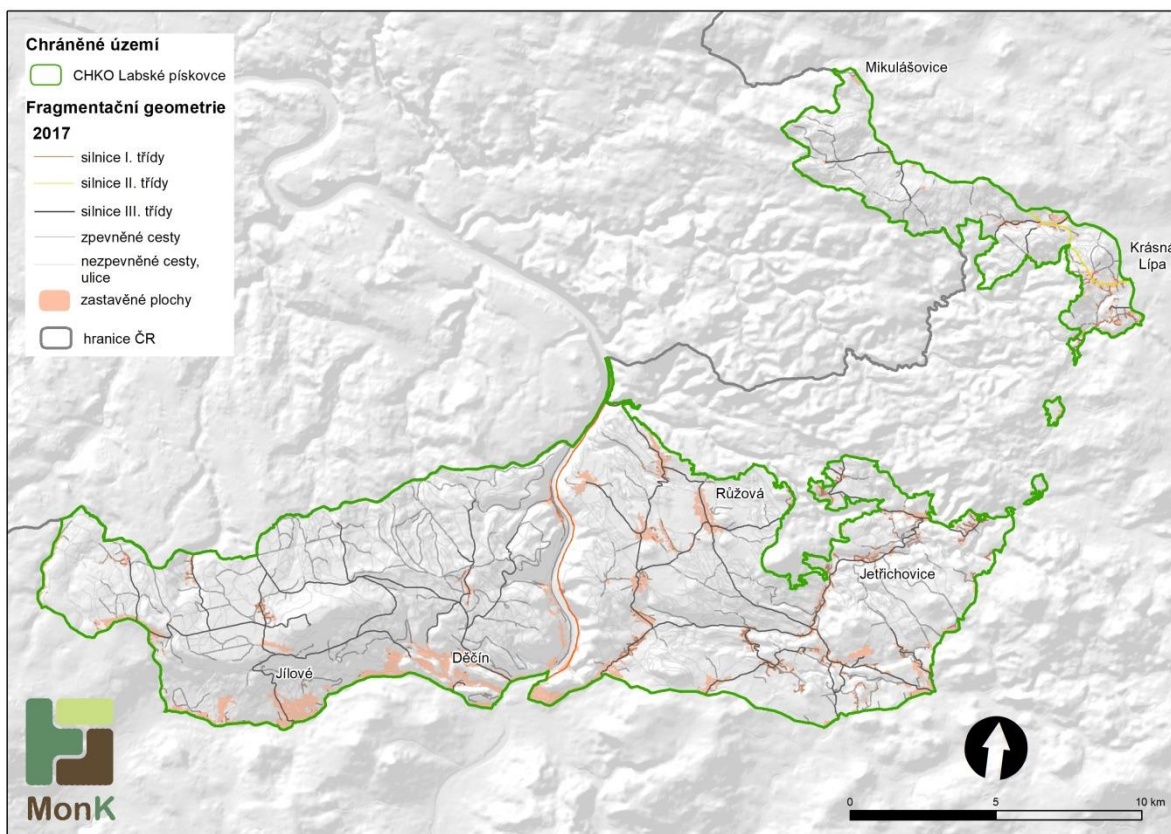 Chráněné území
CHKO Labské pískovce
Fragmentační geometrie
2017
silnice I. třídy
silnice II. třídy
silnice III. třídy
zpevněné cesty
nezpevněné cesty,
ulice
zastavěné plochy
hranice ČR
Mikulášovice
Krásná
Lípa
Růžová
Jetřichovice
Děčín
Jílové
MonK
0 5 10 km